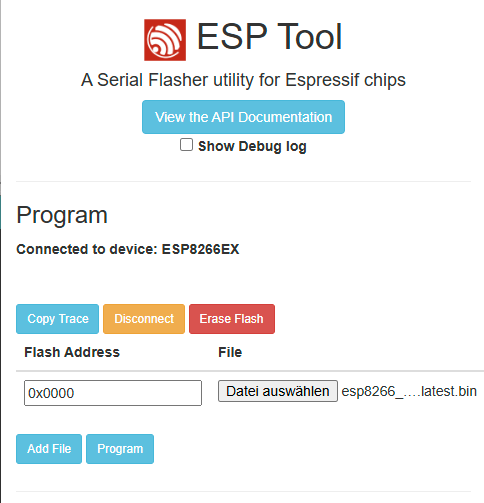 ESP Tool
A Serial Flasher utility for Espressif chips
View the API Documentation
Show Debug log
Program
Connected to device: ESP8266EX
Copy Trace Disconnect Erase Flash
Flash Address File
0x0000 Datei auswählen esp8266_....latest.bin
Add File Program